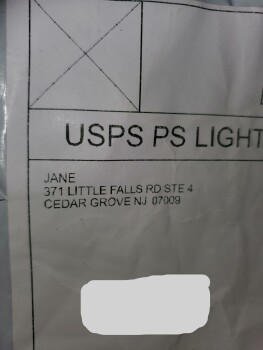 USPS PS LIGHT
JANE
371 LITTLE FALLS RD STE 4
CEDAR GROVE NJ 07009